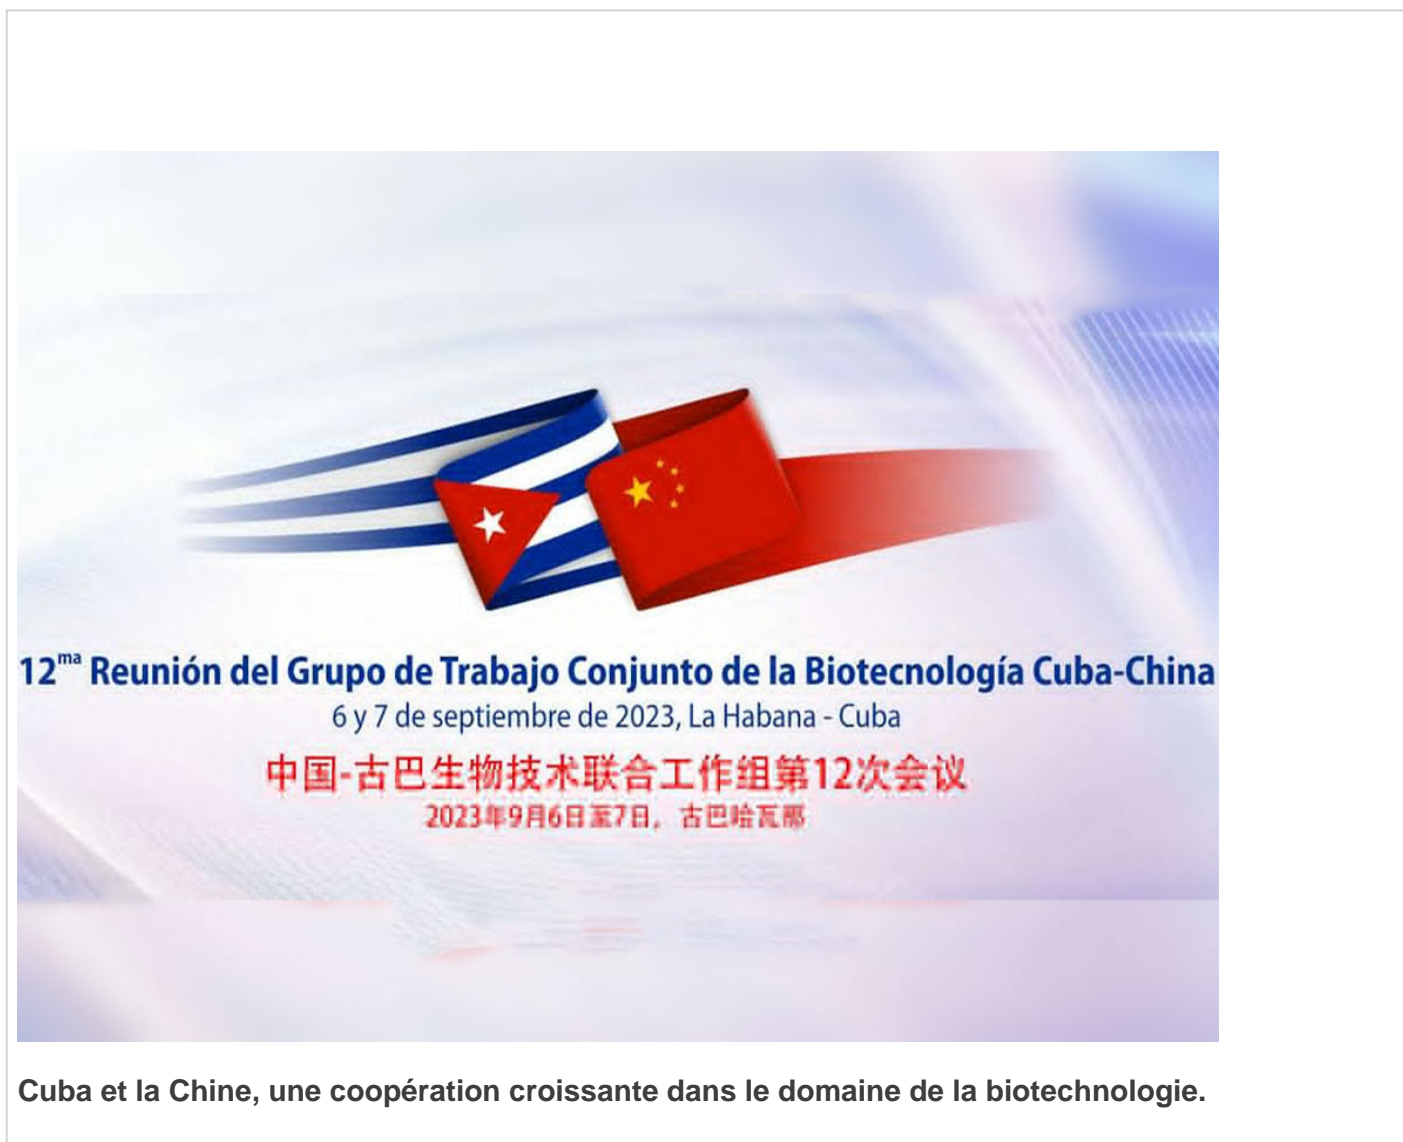 12ma Reunión del Grupo de Trabajo Conjunto de la Biotecnología Cuba-China
6 y 7 de septiembre de 2023, La Habana - Cuba
中国-古巴生物技术联合工作组第12次会议
2023年9月6日至7日，古巴哈瓦那
Cuba et la Chine, une coopération croissante dans le domaine de la biotechnologie.